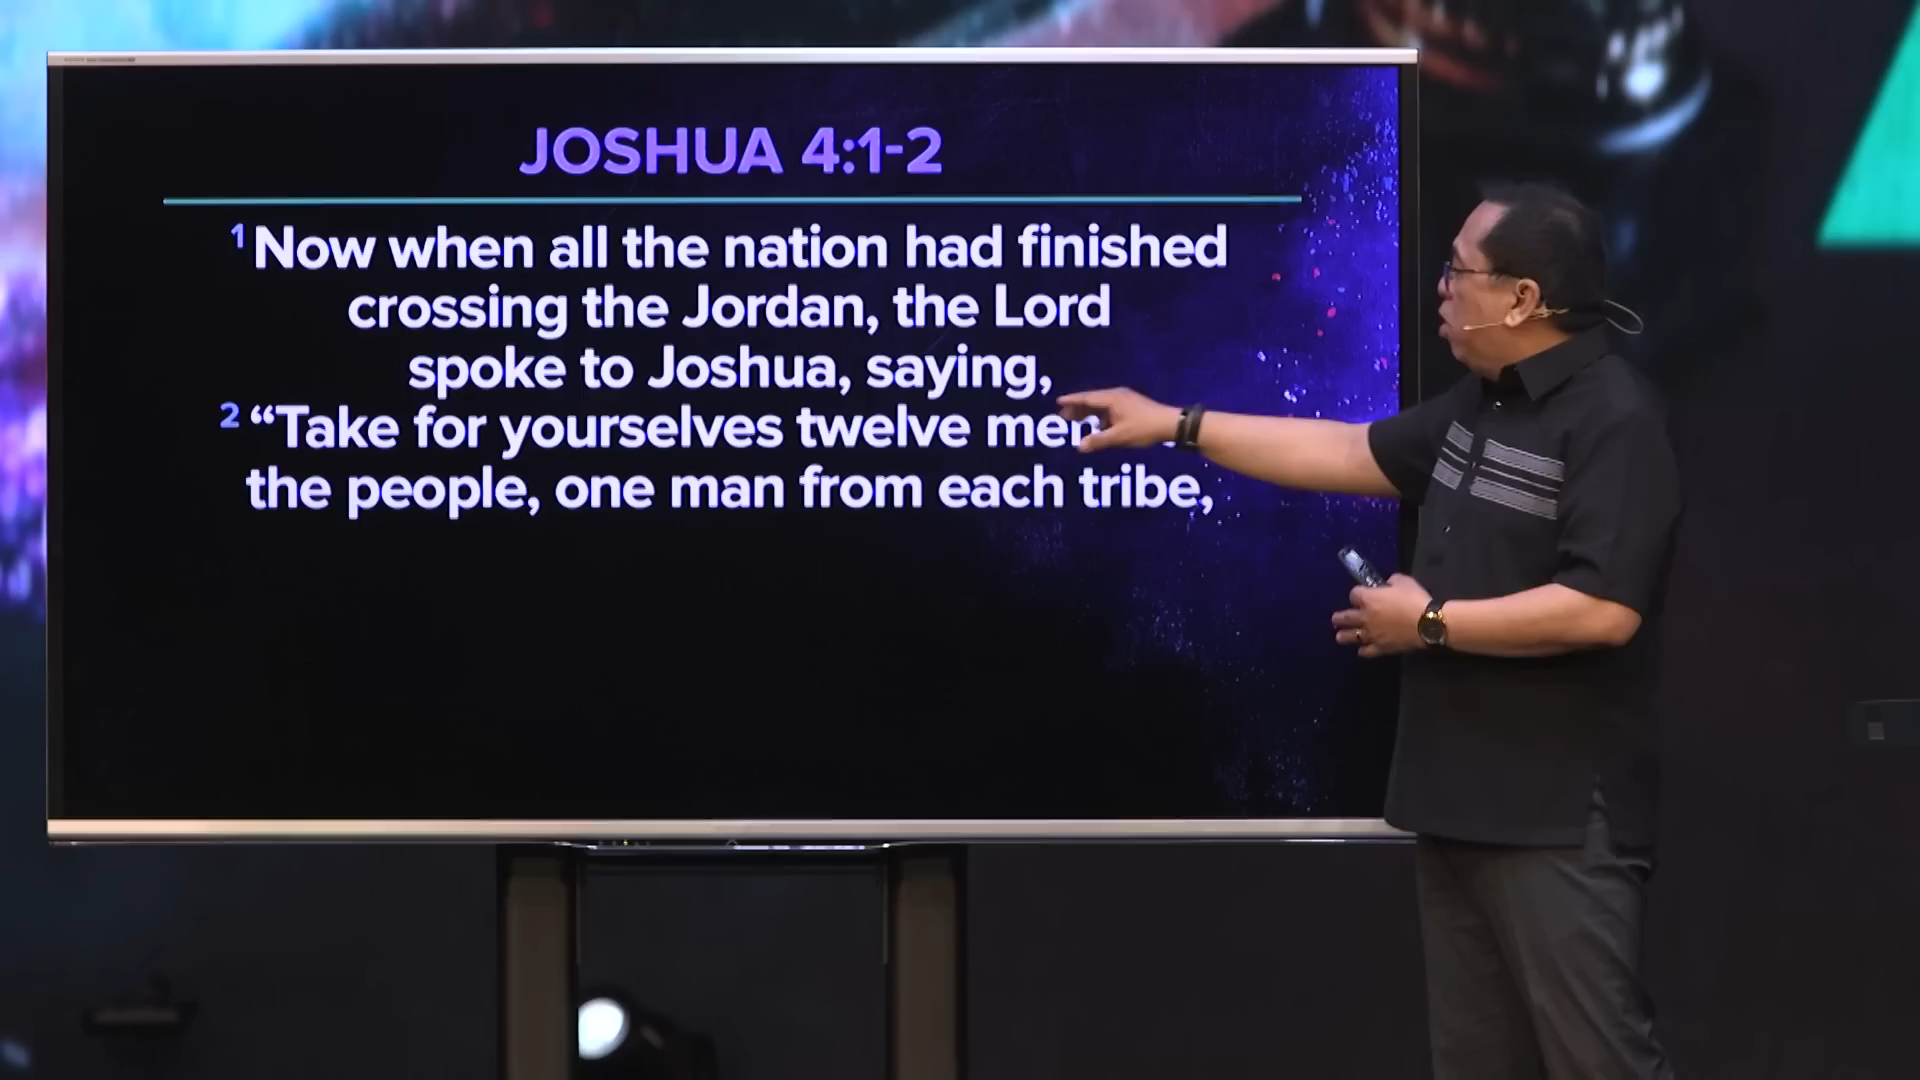 JOSHUA 4:1-2
1 Now when all the nation had finished
crossing the Jordan, the Lord
spoke to Joshua, saying,
2 “Take for yourselves twelve men
the people, one man from each tribe,